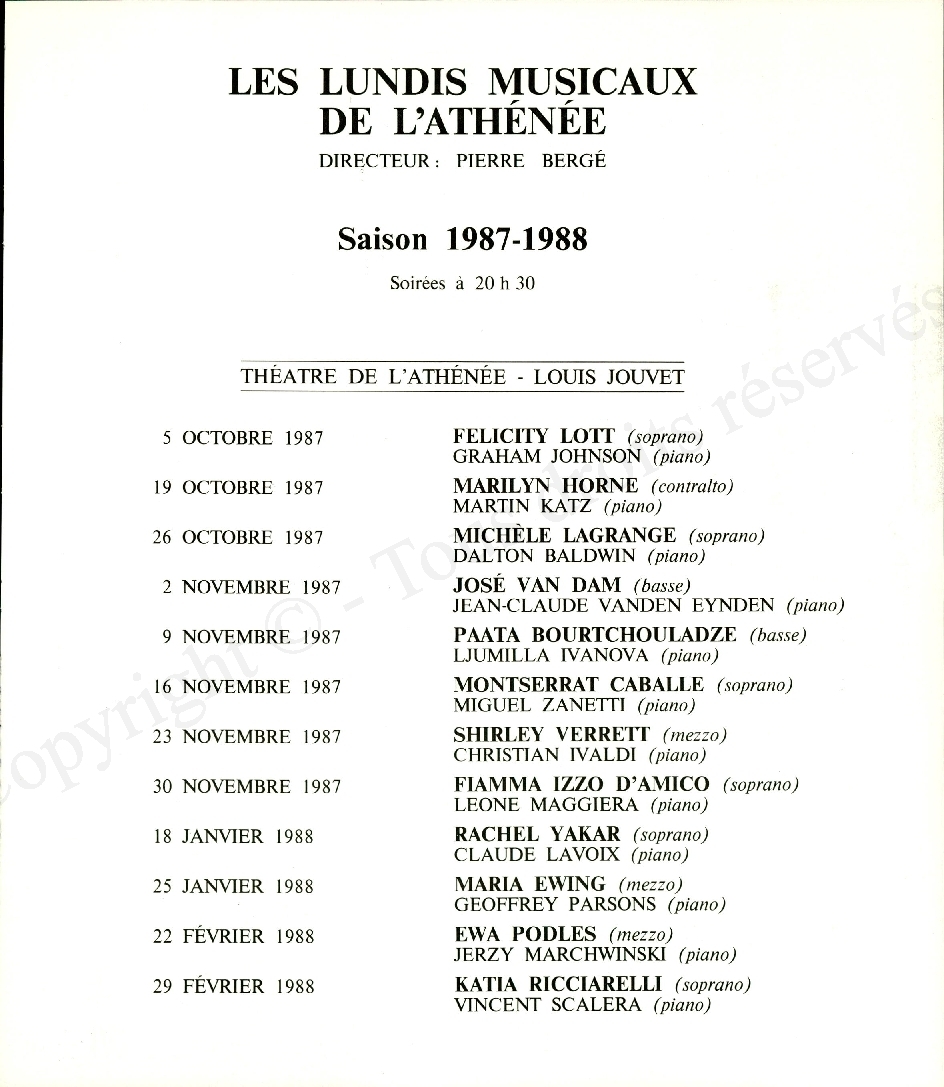 LES LUNDIS MUSICAUX
DE L'ATHÉNÉE
DIRECTEUR : PIERRE BERGÉ
Saison 1987-1988
Soirées à 20 h 30
THÉATRE DE L'ATHÉNÉE - LOUIS JOUVET
5 OCTOBRE 1987 FELICITY LOTT (soprano)
GRAHAM JOHNSON (piano)
19 OCTOBRE 1987 MARILYN HORNE (contralto)
MARTIN KATZ (piano)
26 OCTOBRE 1987 MICHÈLE LAGRANGE (soprano)
DALTON BALDWIN (piano)
2 NOVEMBRE 1987 JOSÉ VAN DAM (basse)
JEAN-CLAUDE VANDEN EYNDEN (piano)
9 NOVEMBRE 1987 PAATA BOURTCHOULADZE (basse)
LJUMILLA IVANOVA (piano)
16 NOVEMBRE 1987 MONTSERRAT CABALLE (soprano)
MIGUEL ZANETTI (piano)
23 NOVEMBRE 1987 SHIRLEY VERRETT (mezzo)
CHRISTIAN IVALDI (piano)
30 NOVEMBRE 1987 FIAMMA IZZO D'AMICO (soprano)
LEONE MAGGIERA (piano)
18 JANVIER 1988 RACHEL YAKAR (soprano)
CLAUDE LAVOIX (piano)
25 JANVIER 1988 MARIA EWING (mezzo)
GEOFFREY PARSONS (piano)
22 FÉVRIER 1988 EWA PODLES (mezzo)
JERZY MARCHWINSKI (piano)
29 FÉVRIER 1988 KATIA RICCIARELLI (soprano)
VINCENT SCALERA (piano)
opyright © - Tous droits réservés